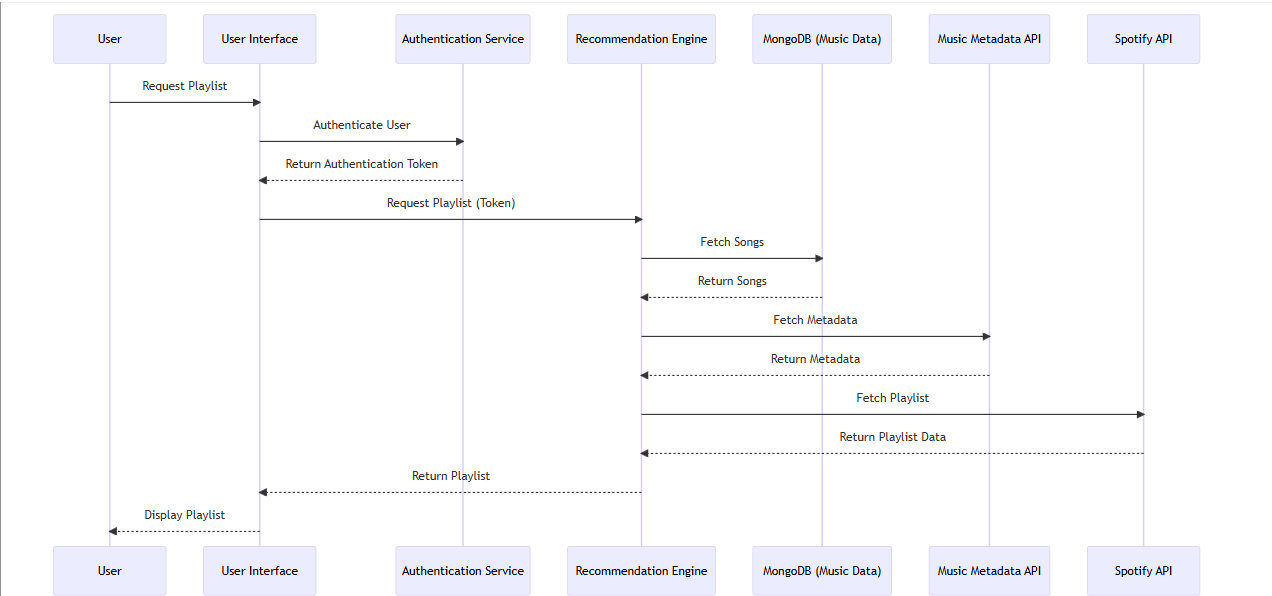 User
User Interface
Authentication Service
Recommendation Engine
MongoDB (Music Data)
Music Metadata API
Spotify API
Request Playlist
Authenticate User
Return Authentication Token
Request Playlist (Token)
Fetch Songs
Return Songs
Fetch Metadata
Return Metadata
Fetch Playlist
Return Playlist Data
Return Playlist
Display Playlist
User
User Interface
Authentication Service
Recommendation Engine
MongoDB (Music Data)
Music Metadata API
Spotify API